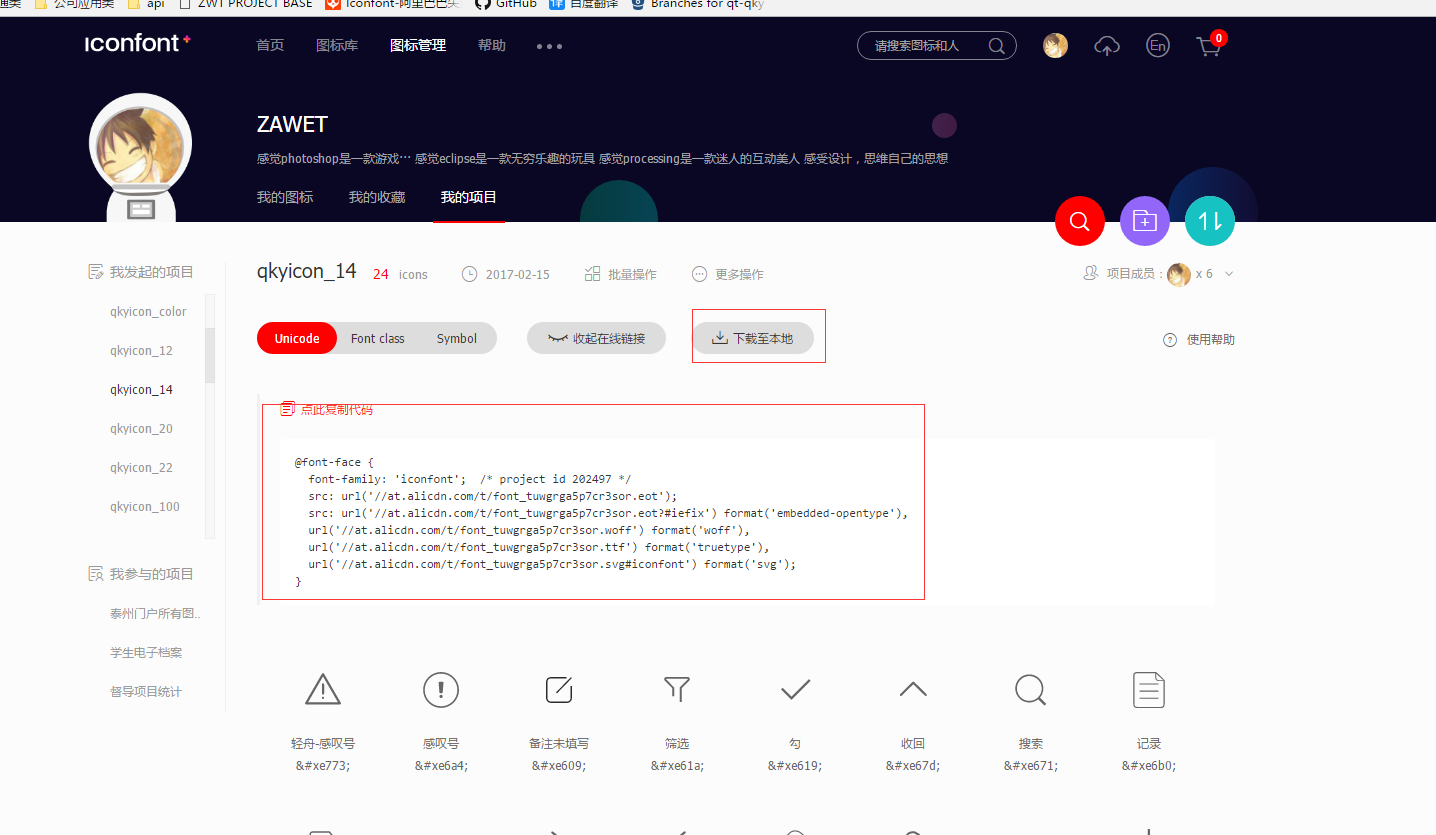 公司应用类 api ZWT PROJECT BASE Iconfont-阿里巴巴矢 GitHub 百度翻译 Branches for qt-qky
iconfont+ 首页 图标库 图标管理 帮助 ••• 请搜索图标和人 En 0
ZAWET
感觉photoshop是一款游戏… 感觉eclipse是一款无穷乐趣的玩具 感觉processing是一款迷人的互动美人 感受设计，思维自己的思想
我的图标 我的收藏 我的项目
我发起的项目
qkyicon_color
qkyicon_12
qkyicon_14
qkyicon_20
qkyicon_22
qkyicon_100
我参与的项目
泰州门户所有图..
学生电子档案
督导项目统计
qkyicon_14 24 icons 2017-02-15 批量操作 更多操作 项目成员： x 6
Unicode Font class Symbol 收起在线链接 下载至本地 使用帮助
点此复制代码
@font-face {
font-family: 'iconfont'; /* project id 202497 */
src: url('//at.alicdn.com/t/font_tuwgrga5p7cr3sor.eot');
src: url('//at.alicdn.com/t/font_tuwgrga5p7cr3sor.eot?#iefix') format('embedded-opentype'),
url('//at.alicdn.com/t/font_tuwgrga5p7cr3sor.woff') format('woff'),
url('//at.alicdn.com/t/font_tuwgrga5p7cr3sor.ttf') format('truetype'),
url('//at.alicdn.com/t/font_tuwgrga5p7cr3sor.svg#iconfont') format('svg');
}
轻舟-感叹号 感叹号 备注未填写 筛选 勾 收回 搜索 记录
&#xe773; &#xe6a4; &#xe609; &#xe61a; &#xe619; &#xe67d; &#xe671; &#xe6b0;